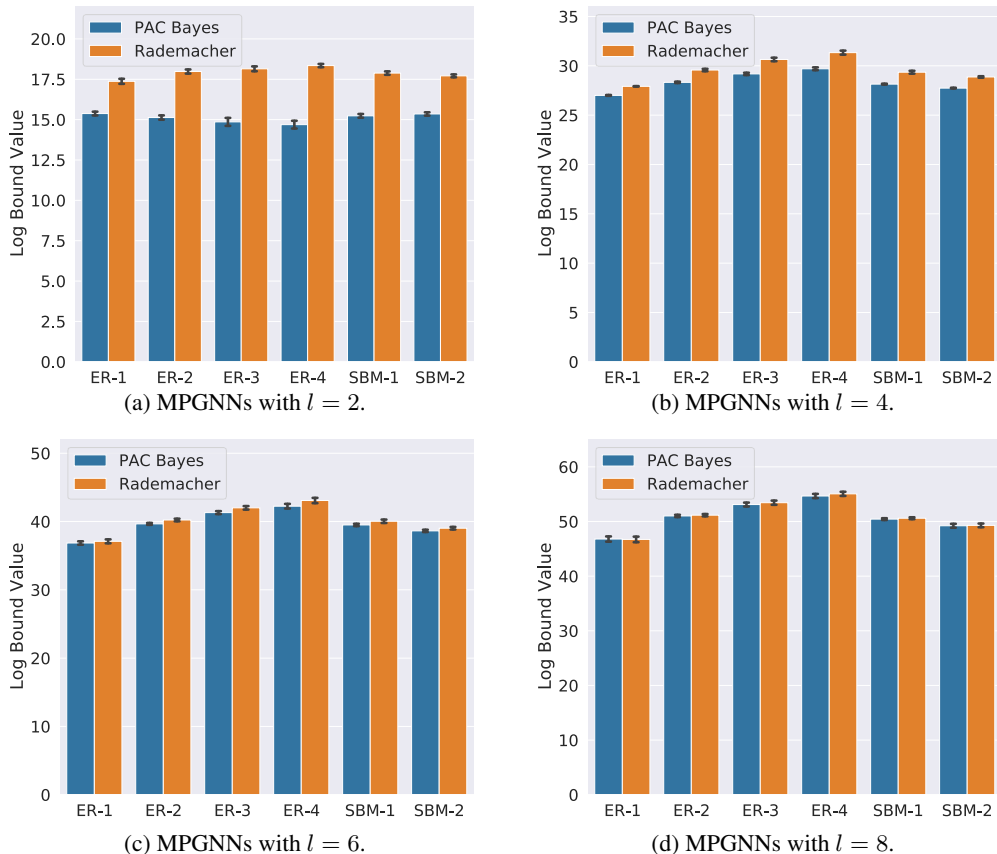 PAC Bayes
Rademacher
Log Bound Value
20.0
17.5
15.0
12.5
10.0
7.5
5.0
2.5
0.0
ER-1 ER-2 ER-3 ER-4 SBM-1 SBM-2
(a) MPGNNs with l = 2.
PAC Bayes
Rademacher
Log Bound Value
35
30
25
20
15
10
5
0
ER-1 ER-2 ER-3 ER-4 SBM-1 SBM-2
(b) MPGNNs with l = 4.
PAC Bayes
Rademacher
Log Bound Value
50
40
30
20
10
0
ER-1 ER-2 ER-3 ER-4 SBM-1 SBM-2
(c) MPGNNs with l = 6.
PAC Bayes
Rademacher
Log Bound Value
60
50
40
30
20
10
0
ER-1 ER-2 ER-3 ER-4 SBM-1 SBM-2
(d) MPGNNs with l = 8.